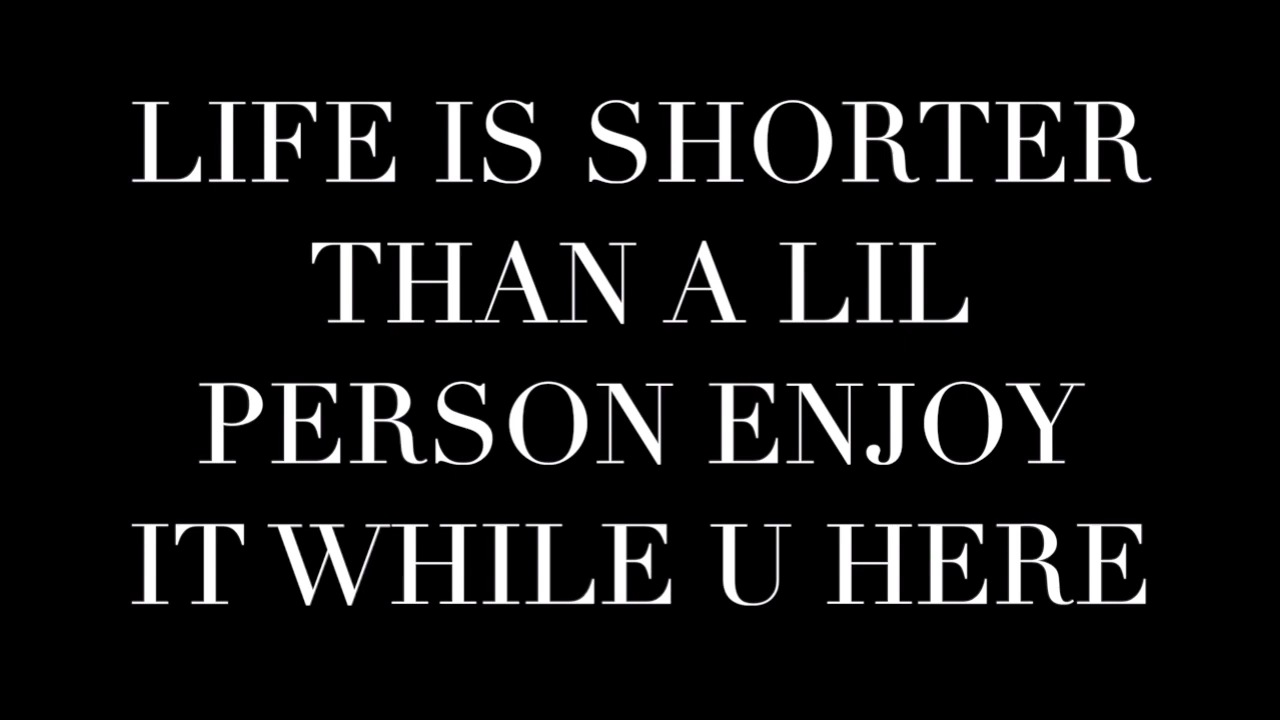 LIFE IS SHORTER
THAN A LIL
PERSON ENJOY
IT WHILE U HERE